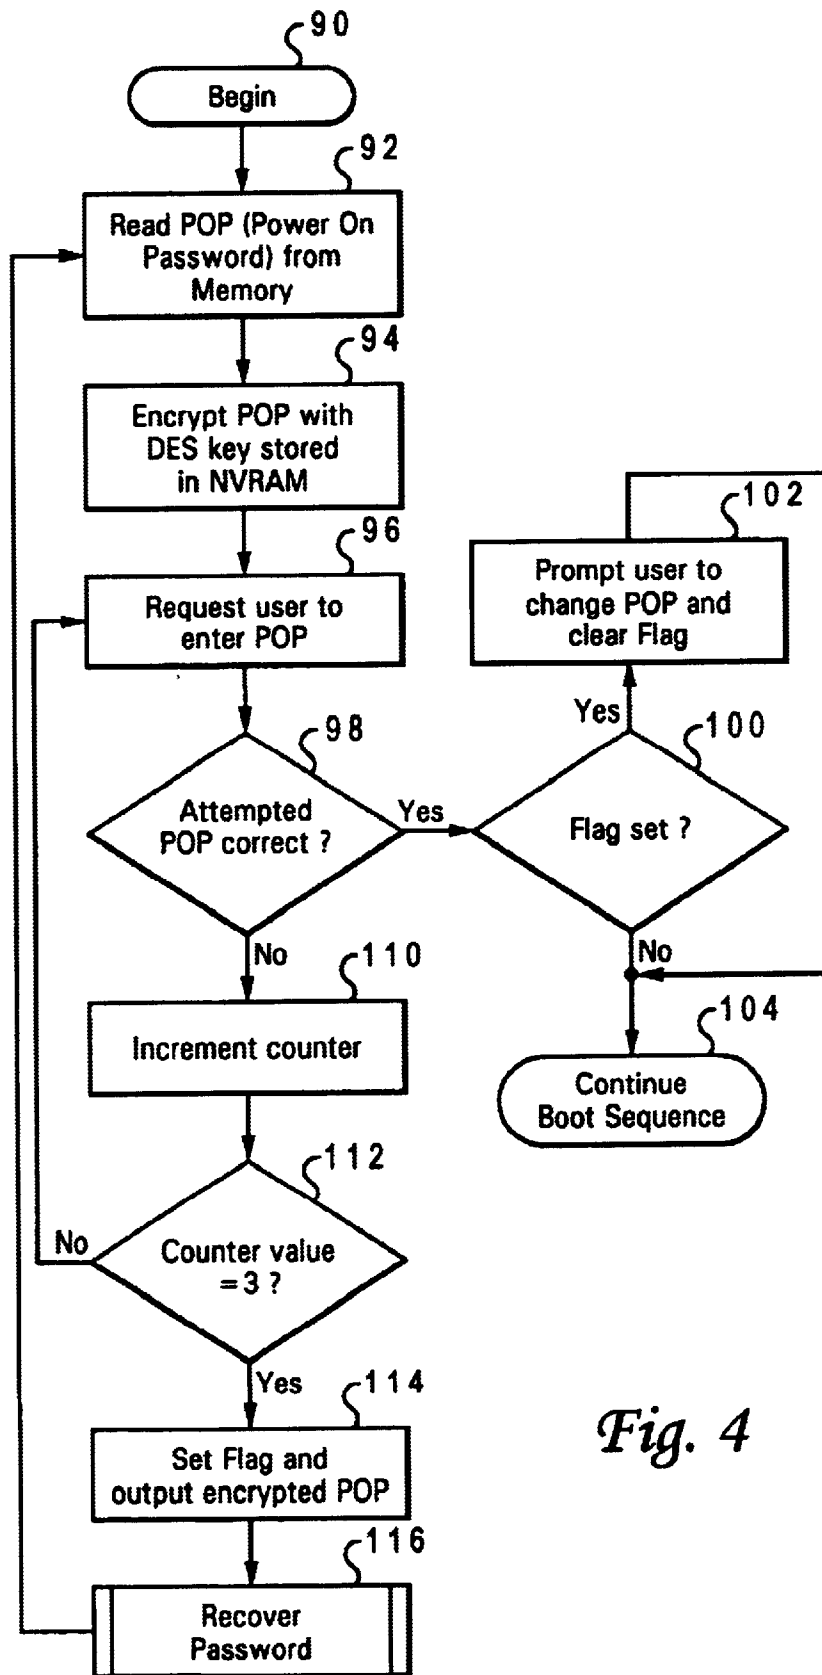 90
Begin
92
Read POP (Power On
Password) from
Memory
94
Encrypt POP with
DES key stored
in NVRAM
96
Request user to
enter POP
98
Attempted
POP correct ?
Yes
100
Flag set ?
Yes
102
Prompt user to
change POP and
clear Flag
No
104
Continue
Boot Sequence
No
110
Increment counter
112
Counter value
=3 ?
No
Yes
114
Set Flag and
output encrypted POP
116
Recover
Password
Fig. 4